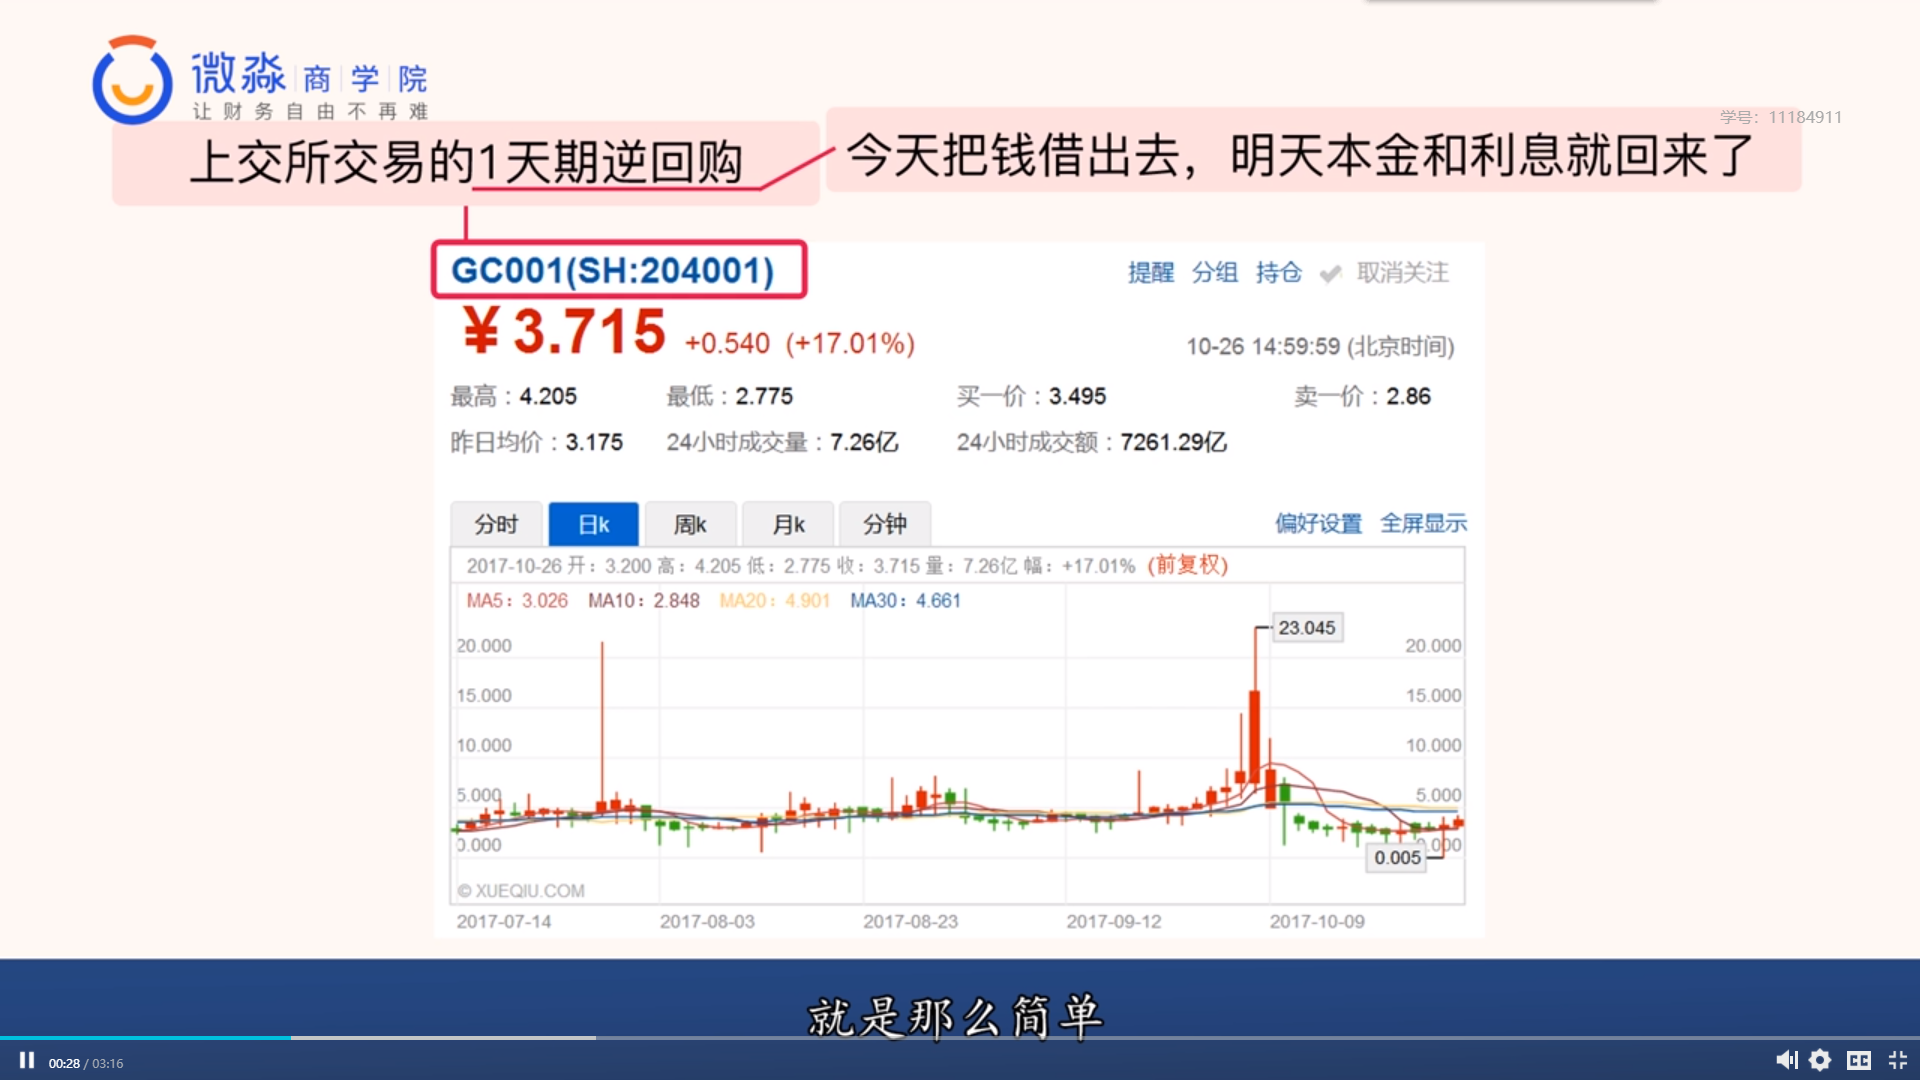 微淼商学院
让财务自由不再难
学号：11184911
上交所交易的1天期逆回购
今天把钱借出去，明天本金和利息就回来了
GC001(SH:204001)
提醒 分组 持仓 取消关注
¥3.715 +0.540 (+17.01%)
10-26 14:59:59 (北京时间)
最高：4.205 最低：2.775 买一价：3.495 卖一价：2.86
昨日均价：3.175 24小时成交量：7.26亿 24小时成交额：7261.29亿
分时 日k 周k 月k 分钟 偏好设置 全屏显示
2017-10-26 开：3.200 高：4.205 低：2.775 收：3.715 量：7.26亿 幅：+17.01% (前复权)
MA5：3.026 MA10：2.848 MA20：4.901 MA30：4.661
23.045
20.000 20.000
15.000 15.000
10.000 10.000
5.000 5.000
0.000 0.000
0.005
© XUEQIU.COM
2017-07-14 2017-08-03 2017-08-23 2017-09-12 2017-10-09
就是那么简单
00:28 / 03:16
CC